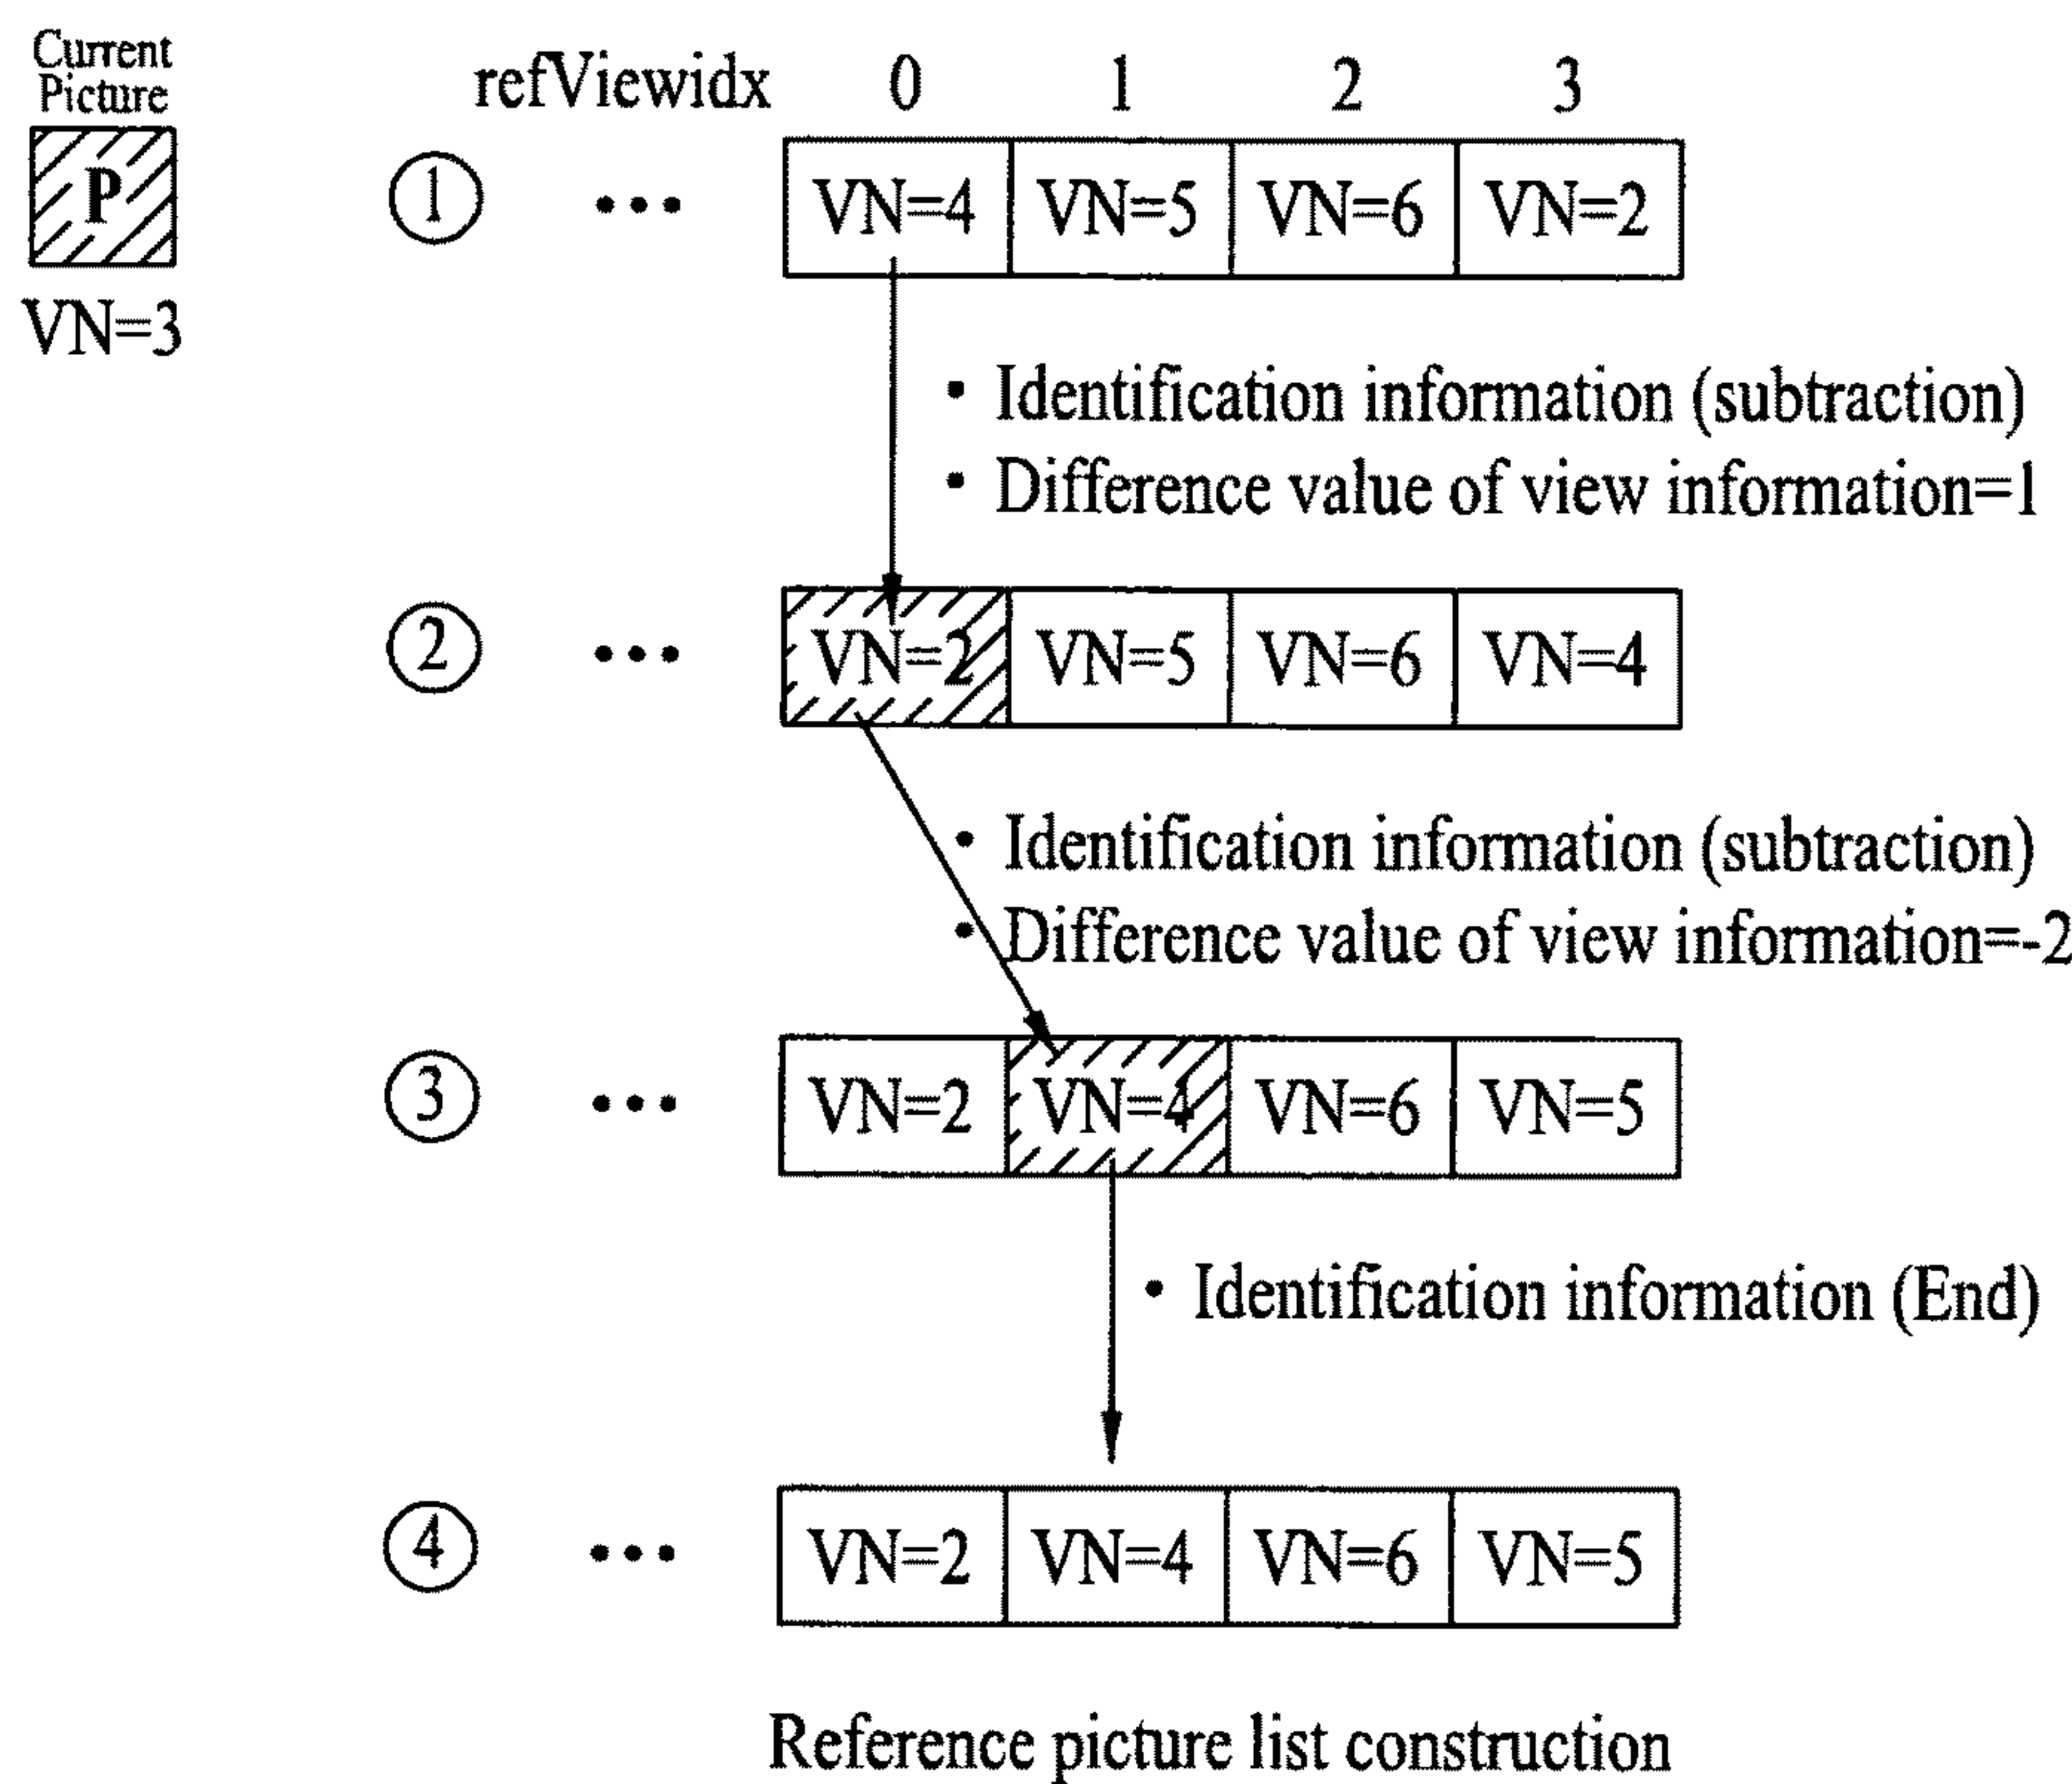 Current
Picture
P
VN=3
refViewidx 0 1 2 3
1 ... VN=4 VN=5 VN=6 VN=2
• Identification information (subtraction)
• Difference value of view information=1
2 ... VN=2 VN=5 VN=6 VN=4
• Identification information (subtraction)
• Difference value of view information=-2
3 ... VN=2 VN=4 VN=6 VN=5
• Identification information (End)
4 ... VN=2 VN=4 VN=6 VN=5
Reference picture list construction